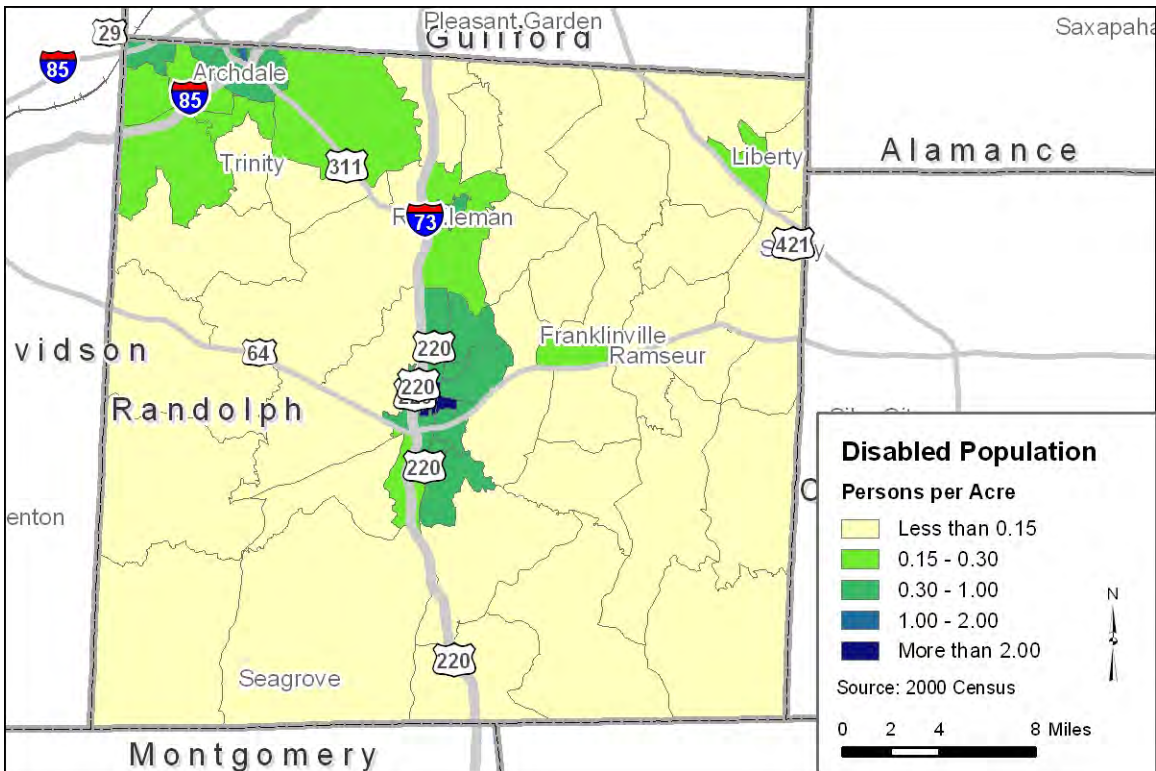 Pleasant Garden
Guilford
Saxapaha
29
85
Archdale
85
Trinity
311
Liberty
Alamance
73
leman
421
Franklinville
Ramseur
vidson
64
220
220
Randolph
220
enton
Seagrove
220
Montgomery
Disabled Population
Persons per Acre
Less than 0.15
0.15 - 0.30
0.30 - 1.00
1.00 - 2.00
More than 2.00
N
Source: 2000 Census
0 2 4 8 Miles